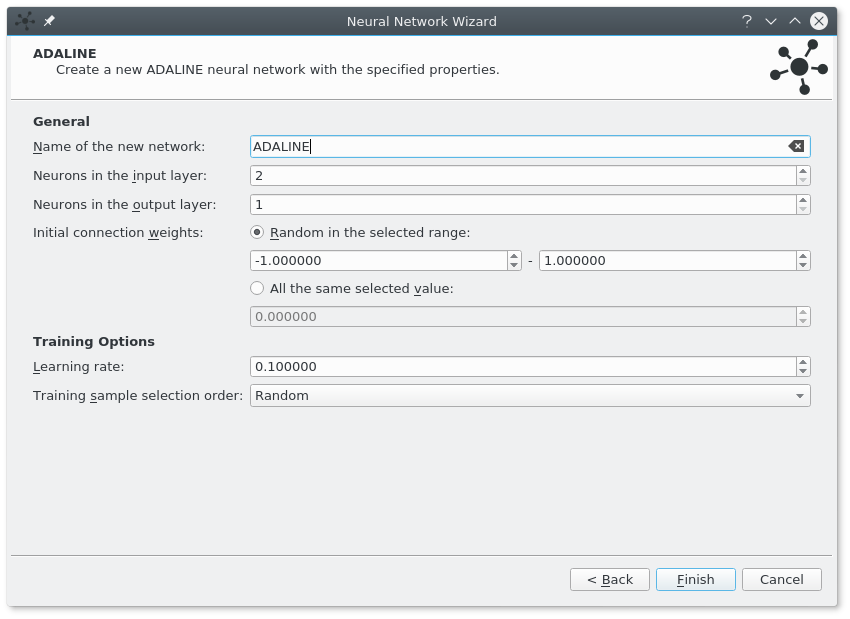 Neural Network Wizard ?
ADALINE
Create a new ADALINE neural network with the specified properties.
General
Name of the new network: ADALINE
Neurons in the input layer: 2
Neurons in the output layer: 1
Initial connection weights: Random in the selected range:
-1.000000 - 1.000000
All the same selected value:
0.000000
Training Options
Learning rate: 0.100000
Training sample selection order: Random
< Back Finish Cancel